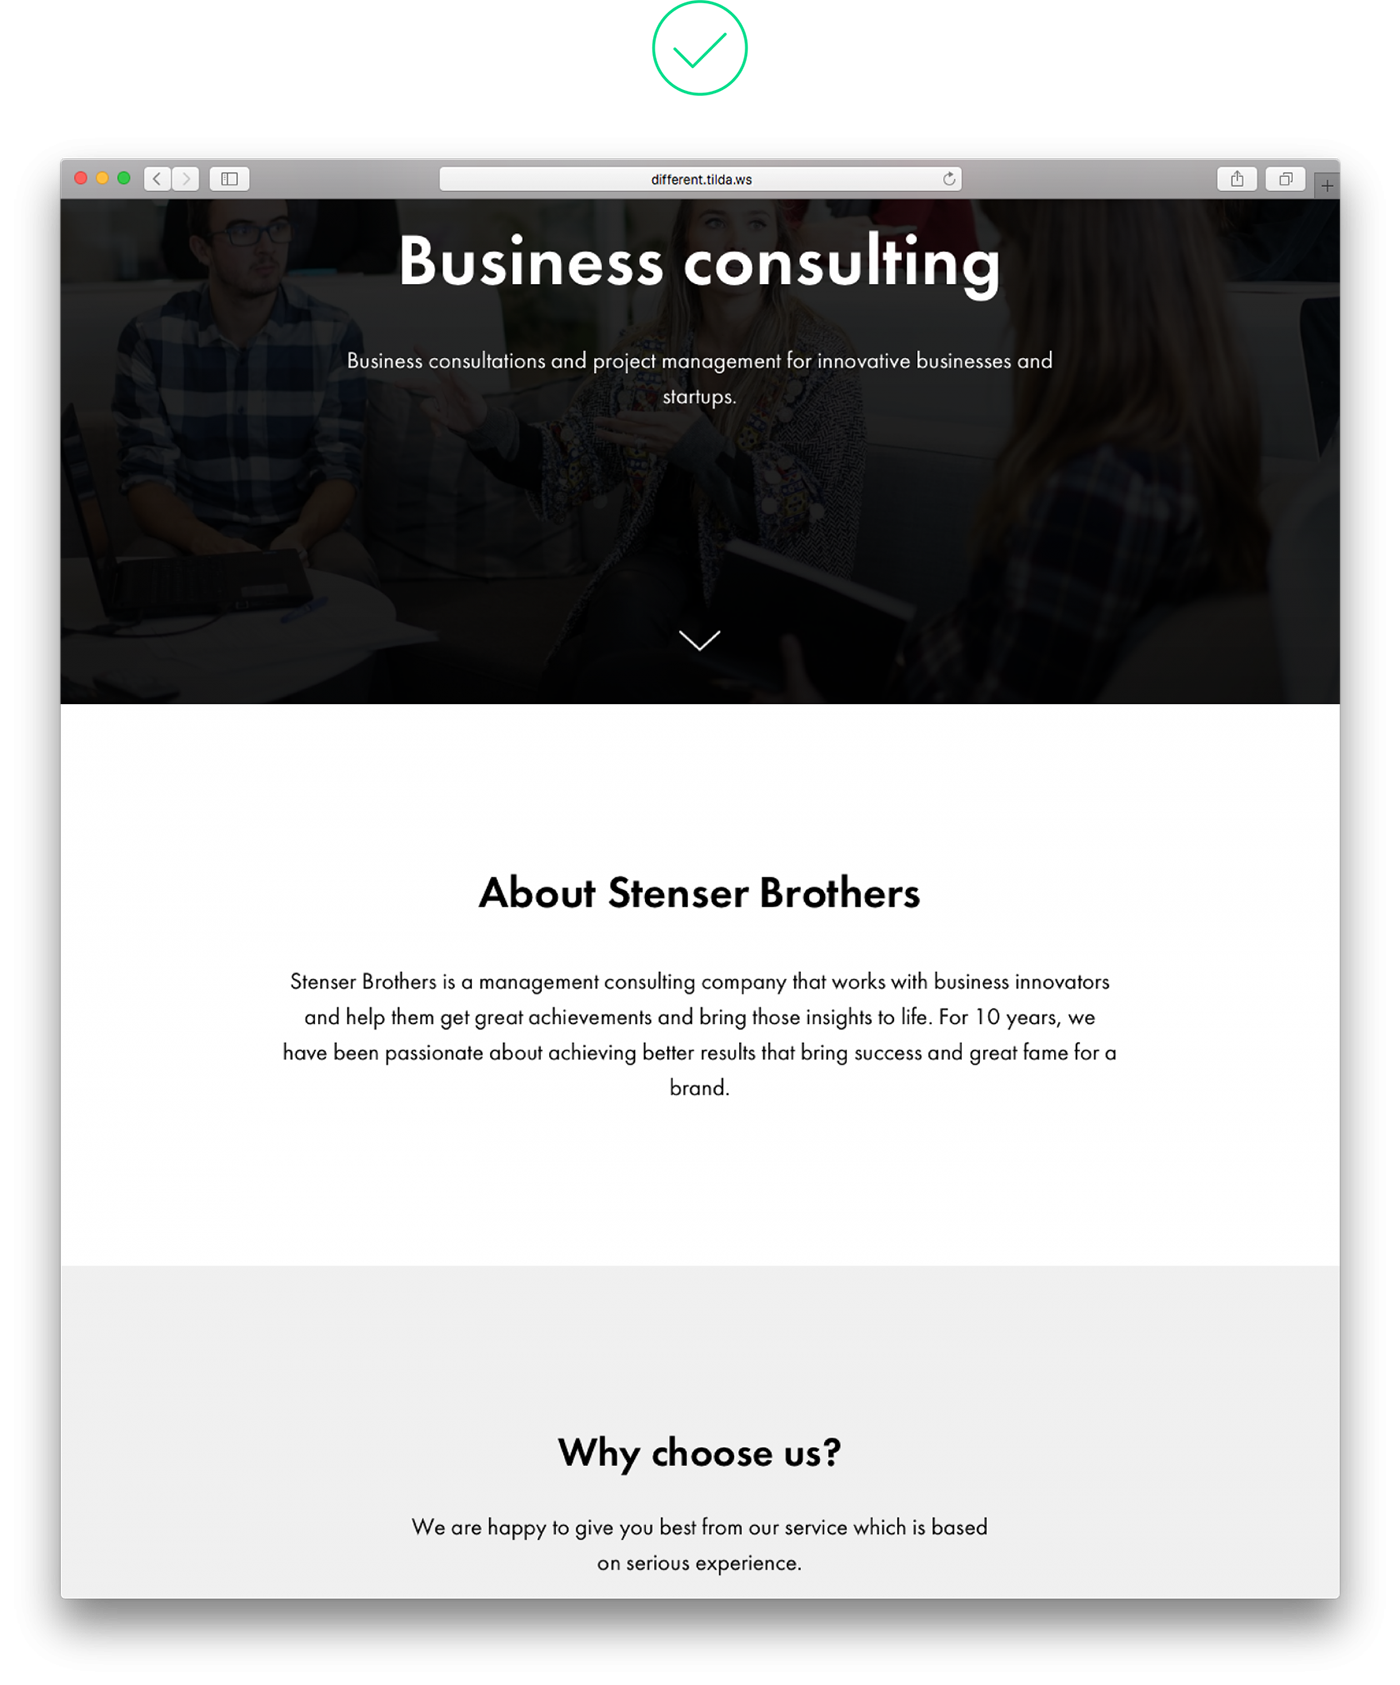 different.tilda.ws
Business consulting
Business consultations and project management for innovative businesses and
startups.
About Stenser Brothers
Stenser Brothers is a management consulting company that works with business innovators
and help them get great achievements and bring those insights to life. For 10 years, we
have been passionate about achieving better results that bring success and great fame for a
brand.
Why choose us?
We are happy to give you best from our service which is based
on serious experience.